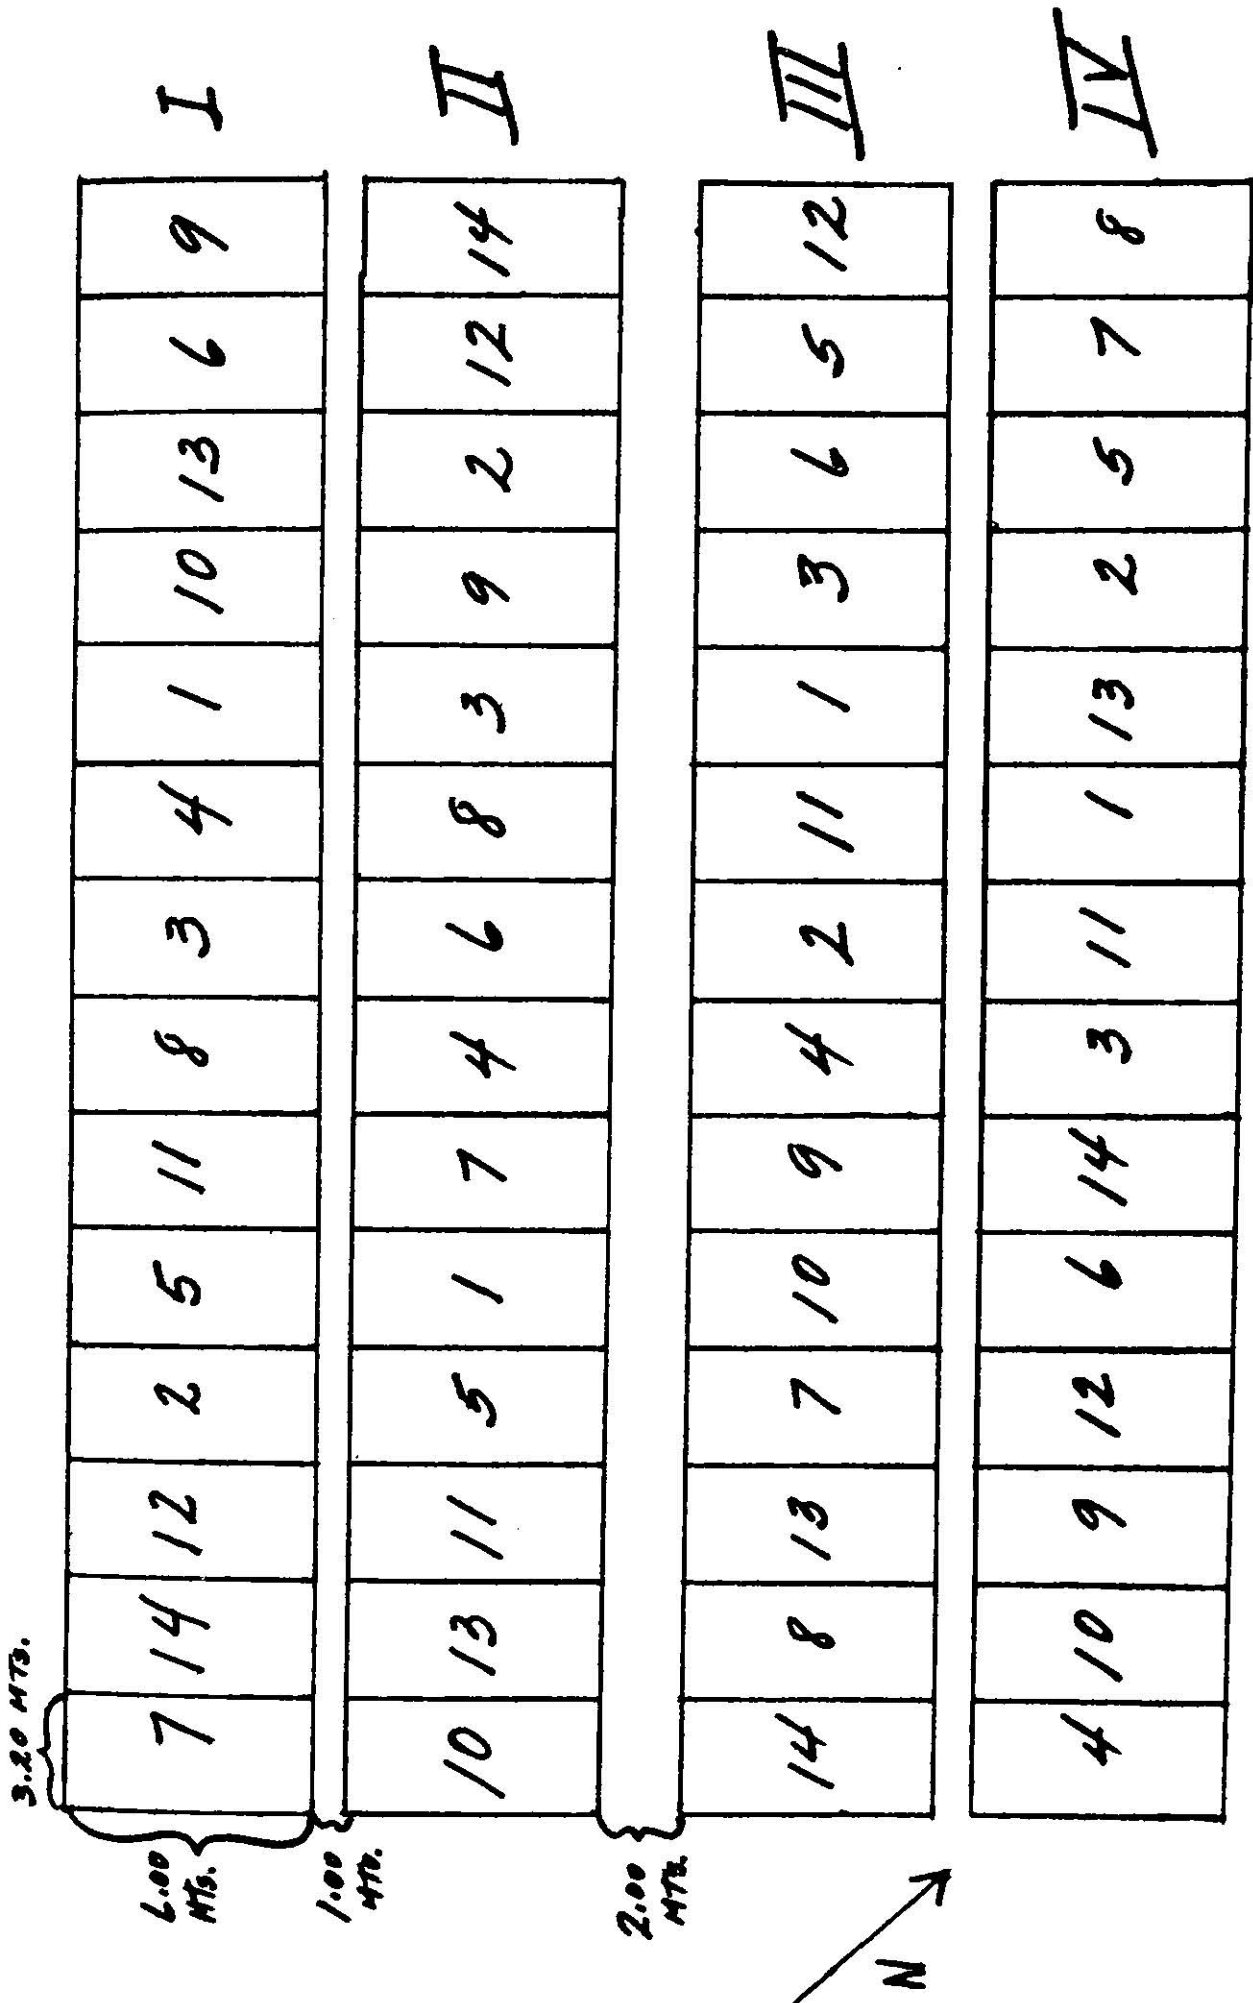 3.20 MTS.
6.00 MTS.
7 14 12 2 5 11 8 3 4 1 10 13 6 9 I
1.00 MTS.
10 13 11 5 1 7 4 6 8 3 9 2 12 14 II
2.00 MTS.
14 8 13 7 10 9 4 2 11 1 3 6 5 12 III
N
4 10 9 12 6 14 3 11 1 13 2 5 7 8 IV